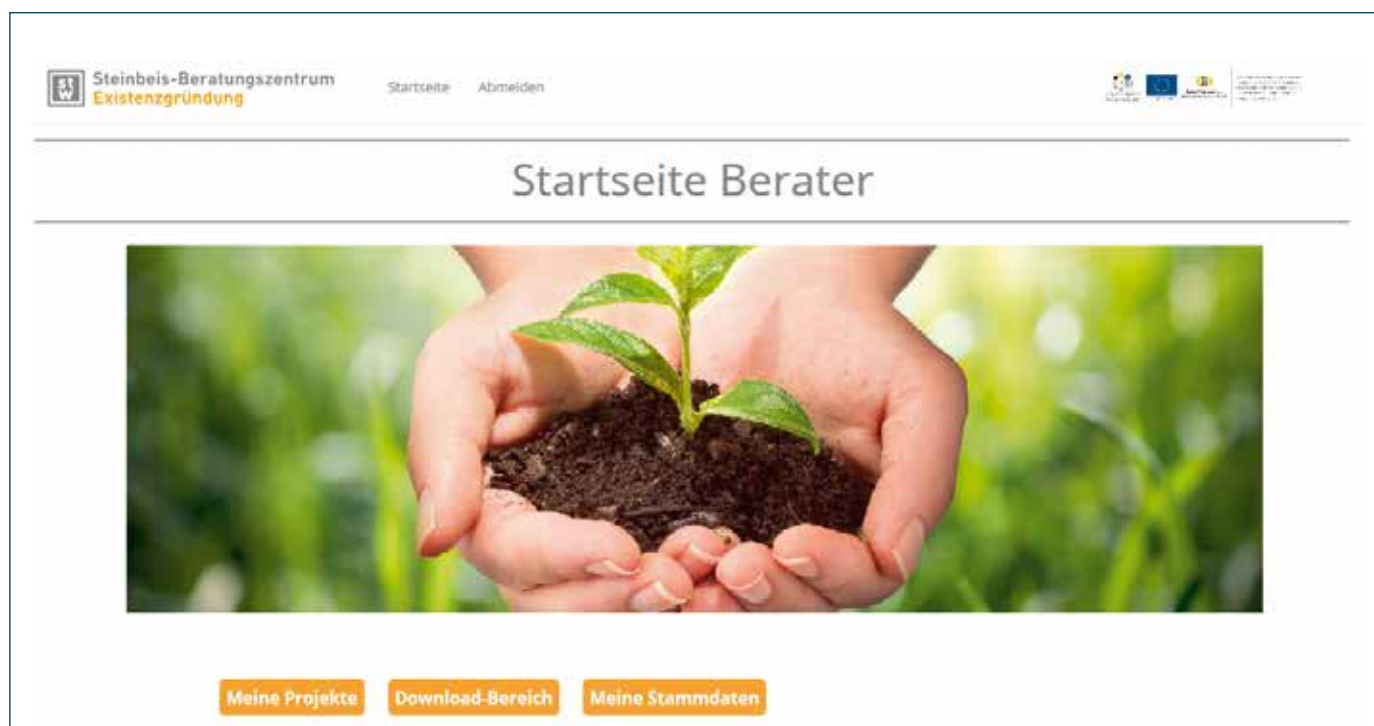 Steinbeis-Beratungszentrum
Existenzgründung
Startseite Abmelden
Startseite Berater
Meine Projekte Download-Bereich Meine Stammdaten